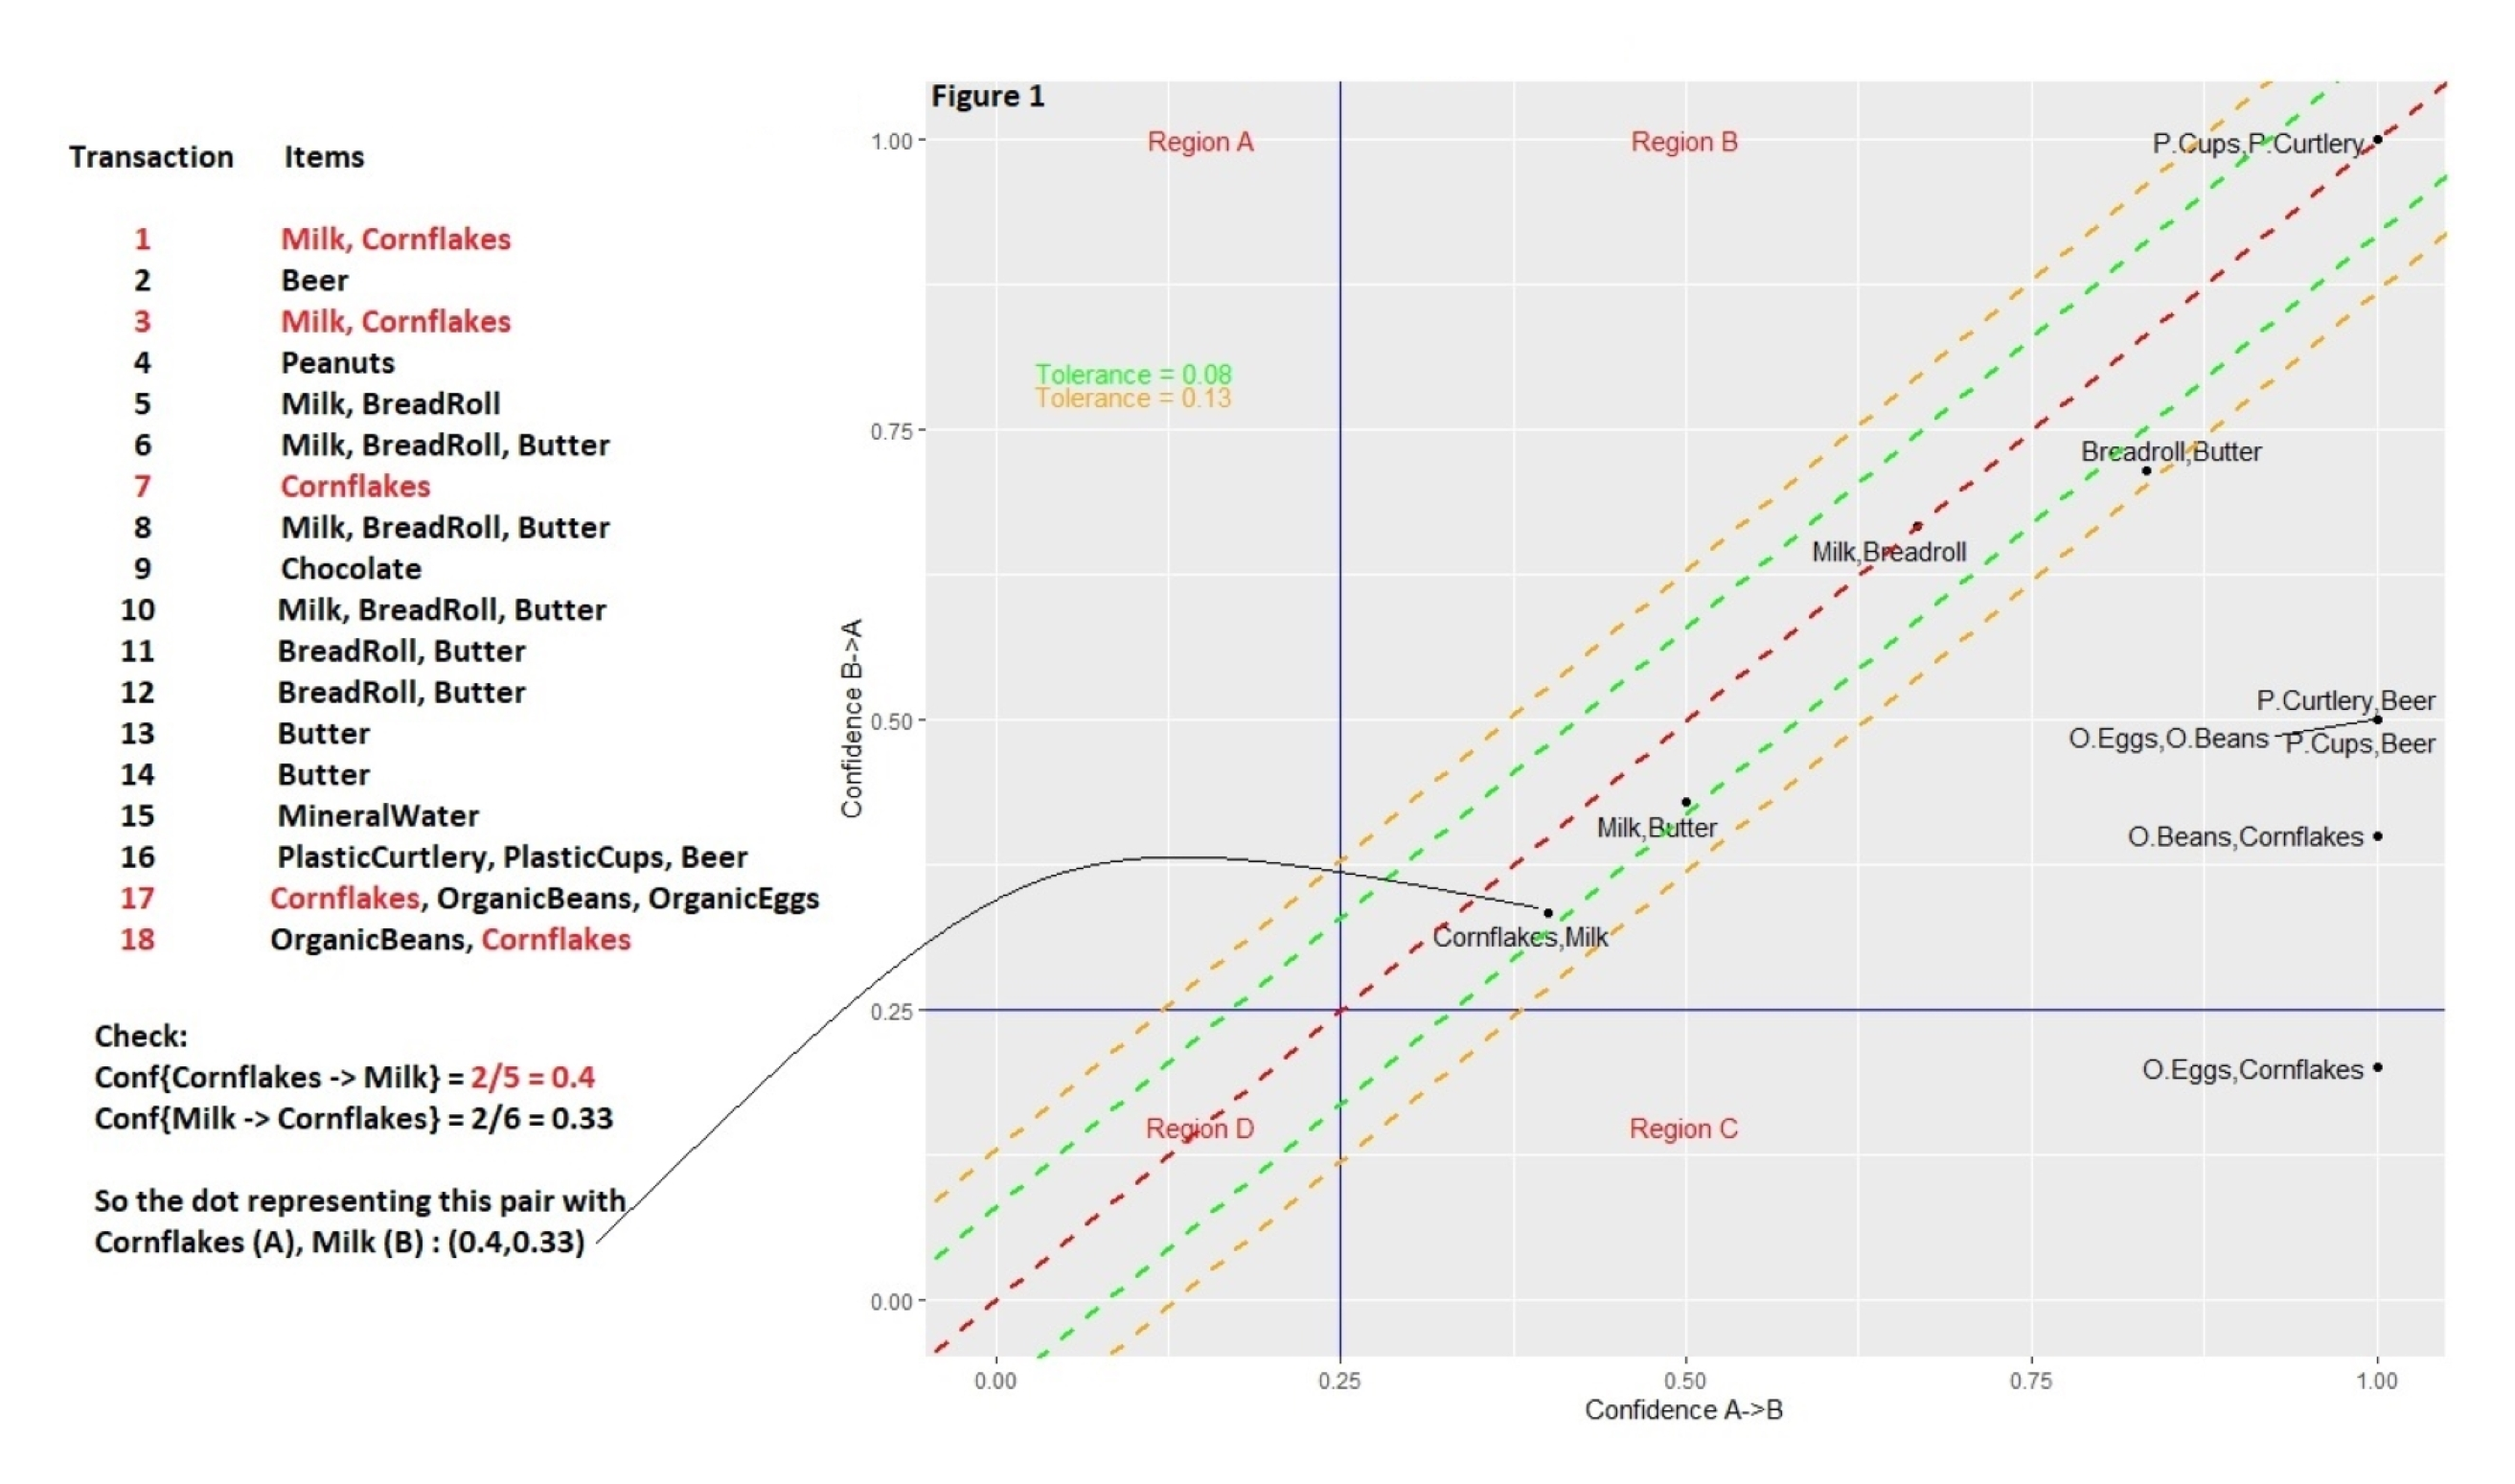 Transaction Items
1 Milk, Cornflakes
2 Beer
3 Milk, Cornflakes
4 Peanuts
5 Milk, BreadRoll
6 Milk, BreadRoll, Butter
7 Cornflakes
8 Milk, BreadRoll, Butter
9 Chocolate
10 Milk, BreadRoll, Butter
11 BreadRoll, Butter
12 BreadRoll, Butter
13 Butter
14 Butter
15 MineralWater
16 PlasticCurtlery, PlasticCups, Beer
17 Cornflakes, OrganicBeans, OrganicEggs
18 OrganicBeans, Cornflakes
Check:
Conf{Cornflakes -> Milk} = 2/5 = 0.4
Conf{Milk -> Cornflakes} = 2/6 = 0.33
So the dot representing this pair with
Cornflakes (A), Milk (B) : (0.4,0.33)
Figure 1
Region A
Region B
P.Cups,P.Curtlery
Tolerance = 0.08
Tolerance = 0.13
Breadroll,Butter
Milk,Breadroll
P.Curtlery,Beer
O.Eggs,O.Beans
P.Cups,Beer
Milk,Butter
O.Beans,Cornflakes
Cornflakes,Milk
O.Eggs,Cornflakes
Region D
Region C
Confidence B->A
1.00
0.75
0.50
0.25
0.00
0.00 0.25 0.50 0.75 1.00
Confidence A->B